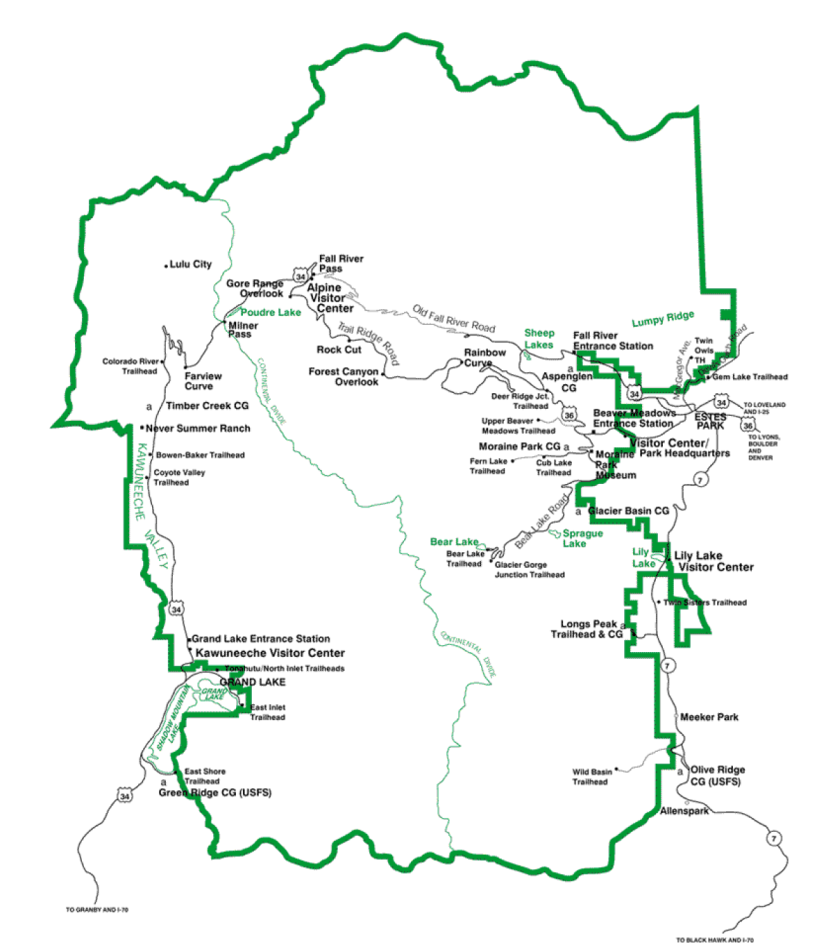 Lulu City
Fall River
Pass
34
Gore Range
Overlook
Alpine
Visitor
Center
Poudre Lake
Milner
Pass
Old Fall River Road
Trail Ridge
Road
Rock Cut
Forest Canyon
Overlook
Rainbow
Curve
Sheep
Lakes
Fall River
Entrance Station
Lumpy Ridge
Twin
Owls
TH
MacGregor Ave.
Devils Gulch Road
Gem Lake Trailhead
Colorado River
Trailhead
Farview
Curve
a
Timber Creek CG
Never Summer Ranch
Bowen-Baker Trailhead
Coyote Valley
Trailhead
KAWUNEECHE
VALLEY
CONTINENTAL DIVIDE
a
Aspenglen
CG
Deer Ridge Jct.
Trailhead
36
34
34
TO LOVELAND
AND I-25
ESTES
PARK
36
TO LYONS,
BOULDER
AND
DENVER
Upper Beaver
Meadows Trailhead
Beaver Meadows
Entrance Station
Visitor Center/
Park Headquarters
Moraine Park CG a
Moraine
Park
Museum
Fern Lake
Trailhead
Cub Lake
Trailhead
7
Bear Lake Road
a
Glacier Basin CG
Sprague
Lake
Bear Lake
Bear Lake
Trailhead
Glacier Gorge
Junction Trailhead
Lily
Lake
Lily Lake
Visitor Center
Twin Sisters Trailhead
Longs Peak
Trailhead & CG
a
34
Grand Lake Entrance Station
Kawuneeche Visitor Center
Tonahutu/North Inlet Trailheads
GRAND LAKE
GRAND
LAKE
SHADOW MOUNTAIN
LAKE
East Inlet
Trailhead
CONTINENTAL DIVIDE
7
Meeker Park
East Shore
Trailhead
a
Green Ridge CG (USFS)
34
Wild Basin
Trailhead
a
Olive Ridge
CG (USFS)
Allenspark
7
TO GRANBY AND I-70
TO BLACK HAWK AND I-70